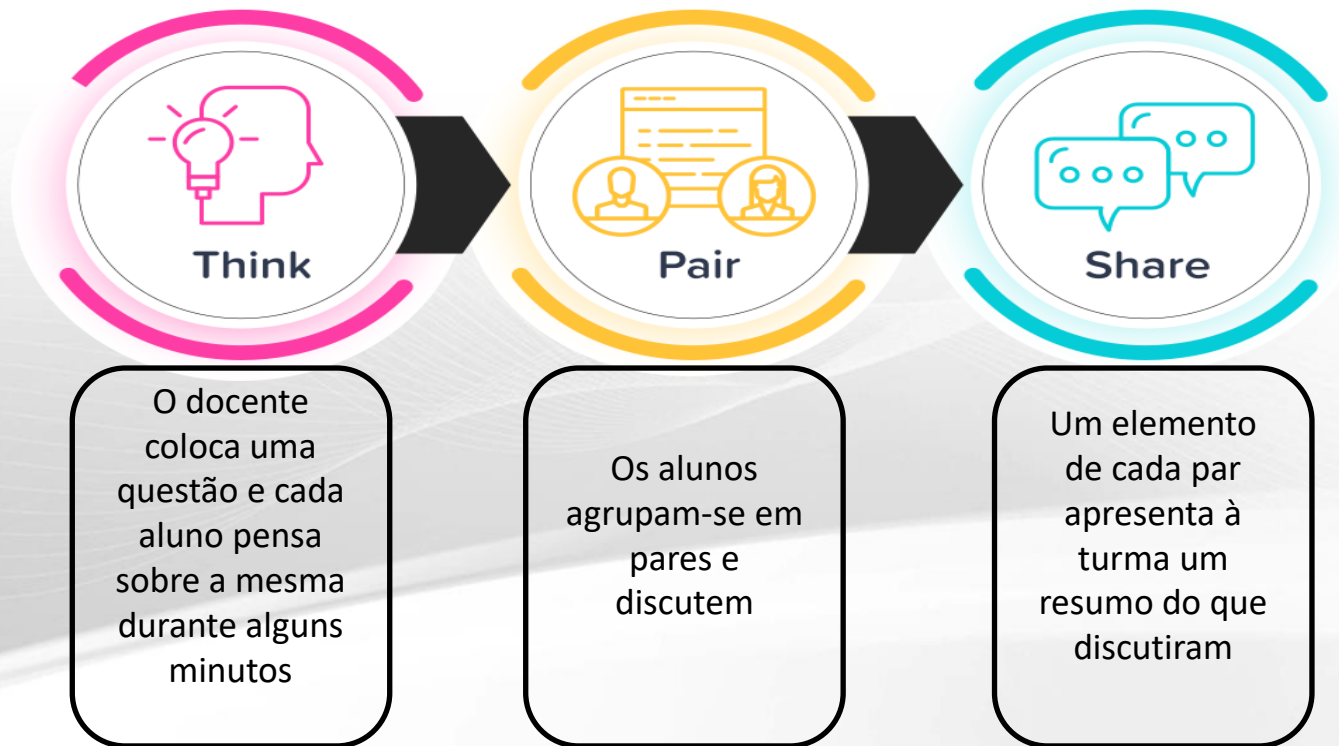 Think
Pair
Share
O docente
coloca uma
questão e cada
aluno pensa
sobre a mesma
durante alguns
minutos
Os alunos
agrupam-se em
pares e
discutem
Um elemento
de cada par
apresenta à
turma um
resumo do que
discutiram